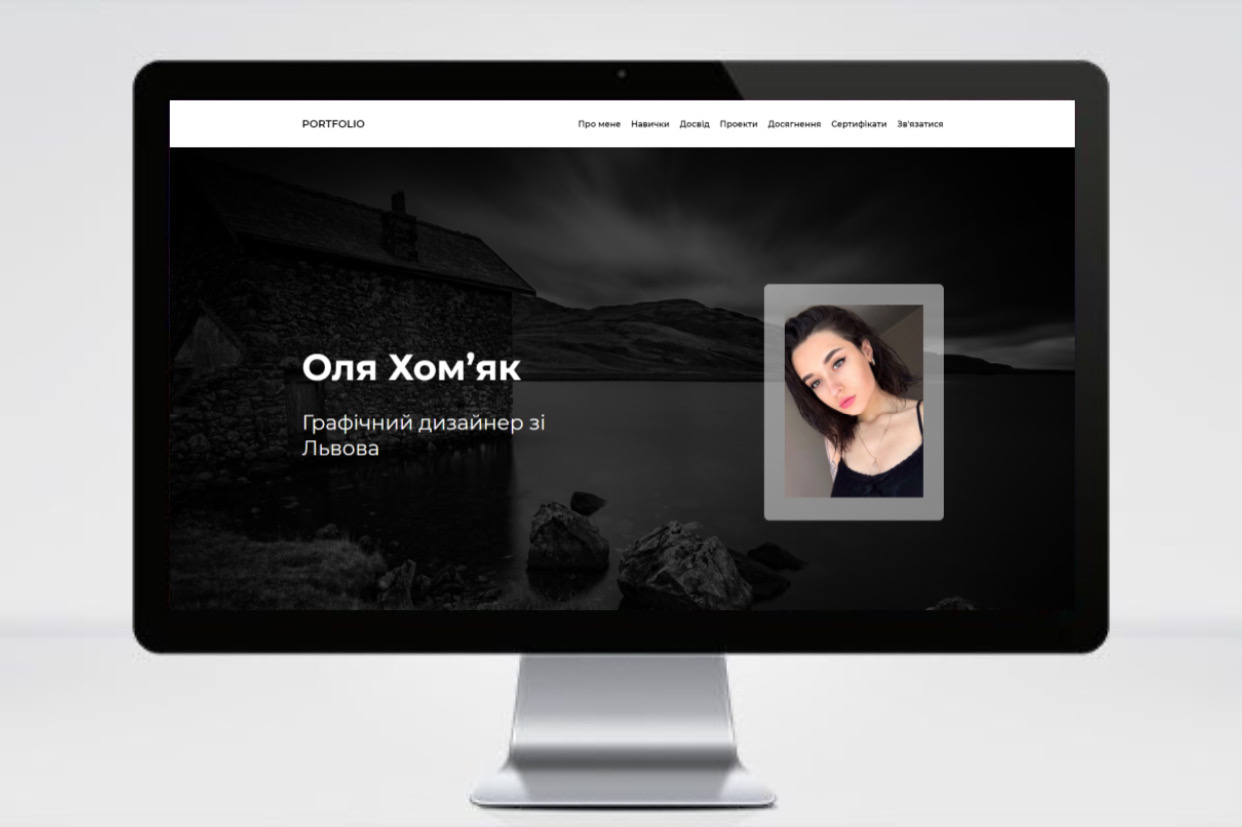 PORTFOLIO
Про мене Навички Досвід Проекти Досягнення Сертифікати Зв'язатися
Оля Хом’як
Графічний дизайнер зі
Львова